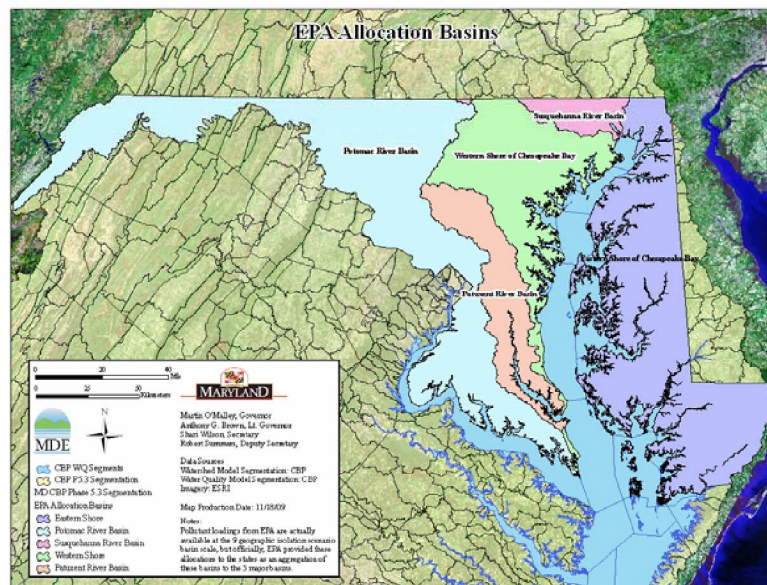 EPA Allocation Basins
Susquehanna River Basin
Potomac River Basin
Western Shore of Chesapeake Bay
Eastern Shore of Chesapeake Bay
Patuxent River Basin
0 20 40
Mi
0 25 50
Kilometers
MARYLAND
MDE
N
Martin O'Malley, Governor
Anthony G. Brown, Lt. Governor
Shari Wilson, Secretary
Robert Summers, Deputy Secretary
Data Sources
Watershed Model Segmentation: CBP
Water Quality Model Segmentation: CBP
Imagery: ESRI
Map Production Date: 11/18/09
Notes:
Pollutant loadings from EPA are actually
available at the 9 geographic isolation scenario
basin scale, but officially, EPA provided these
allocations to the states as an aggregation of
these basins to the 5 major basins.
CBP WQ Segments
CBP P5.3 Segmentation
MD CBP Phase 5.3 Segmentation
EPA Allocation Basins
Eastern Shore
Potomac River Basin
Susquehanna River Basin
Western Shore
Patuxent River Basin